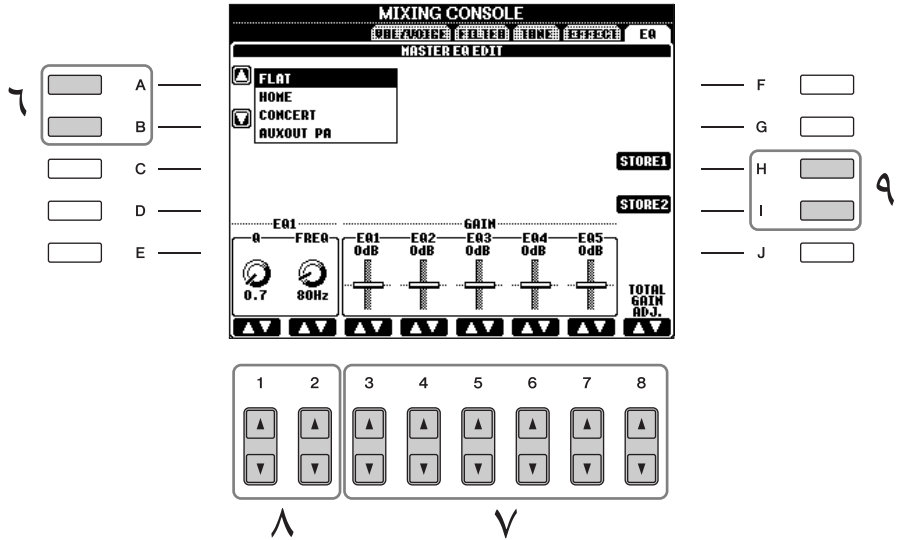 MIXING CONSOLE
VOL/VOICE FILTER TUNE EFFECT EQ
MASTER EQ EDIT
FLAT
HOME
CONCERT
AUXOUT PA
STORE1
STORE2
EQ1 GAIN
Q FREQ EQ1 EQ2 EQ3 EQ4 EQ5
0dB 0dB 0dB 0dB 0dB
0.7 80Hz
TOTAL
GAIN
ADJ.
A
B
C
D
E
F
G
H
I
J
٦
٩
1 2 3 4 5 6 7 8
٨ ٧